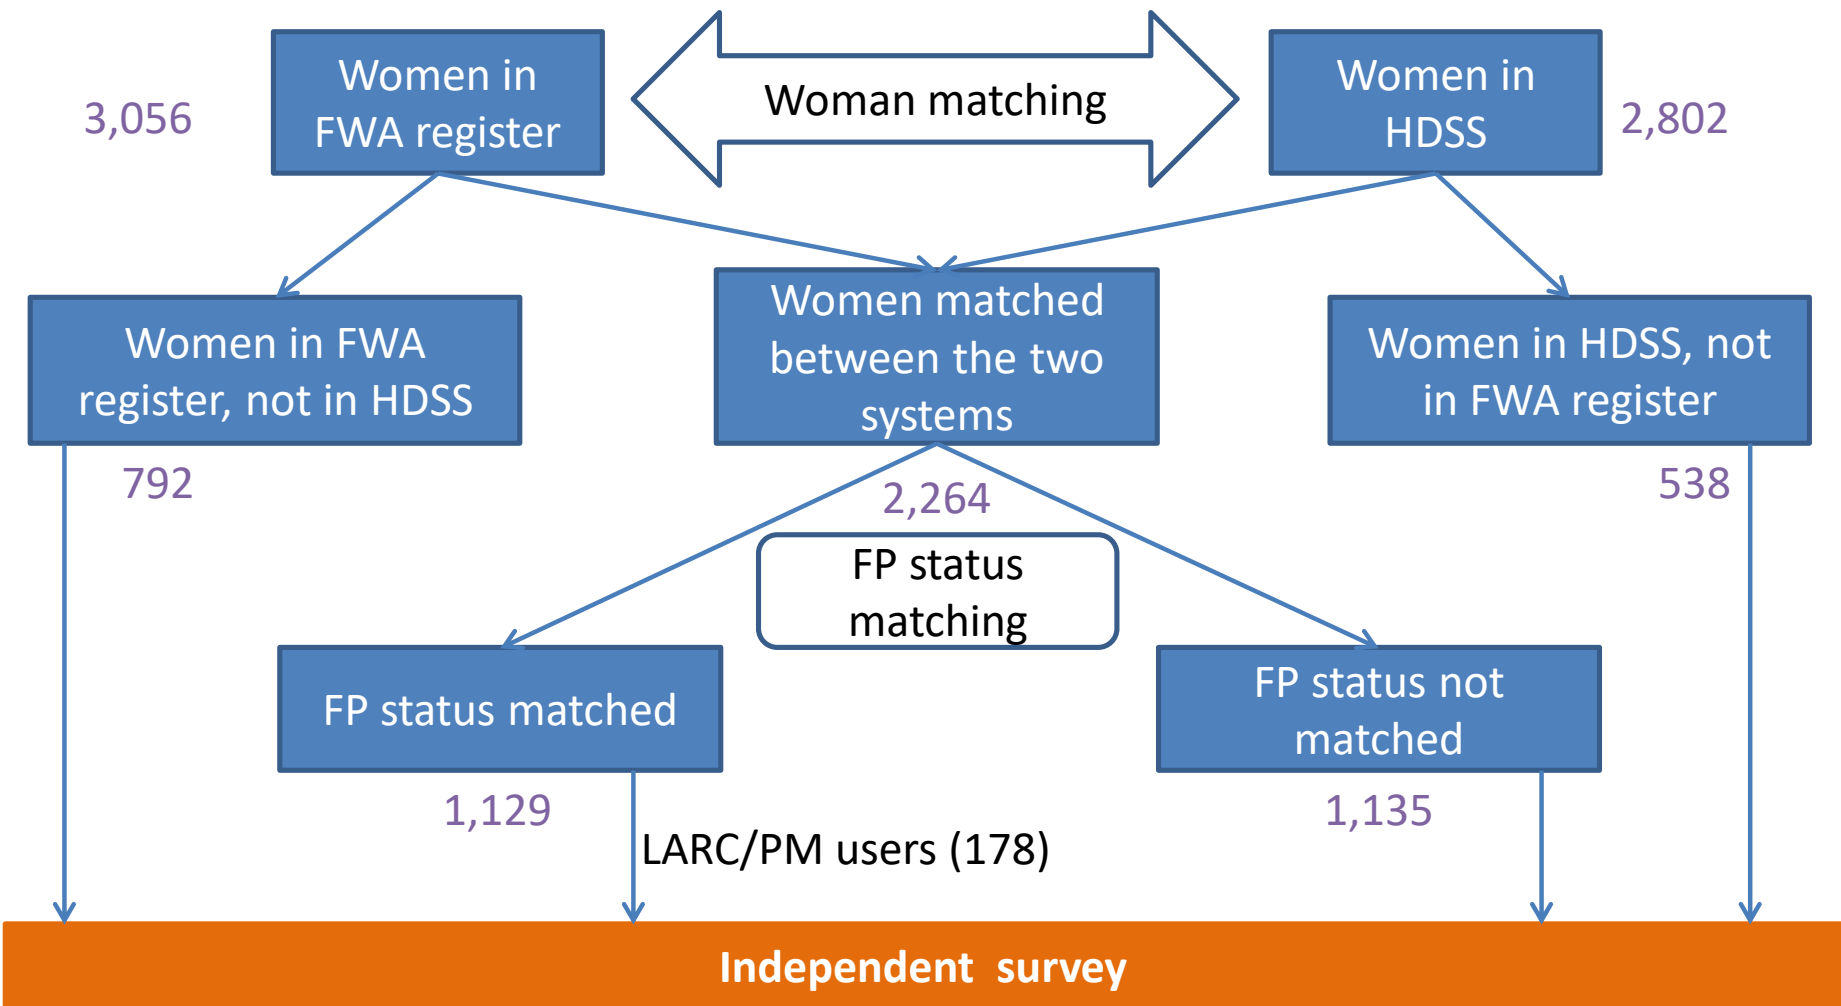 Women in
FWA register
3,056
Woman matching
Women in
HDSS
2,802
Women in FWA
register, not in HDSS
792
Women matched
between the two
systems
2,264
Women in HDSS, not
in FWA register
538
FP status
matching
FP status matched
1,129
FP status not
matched
1,135
LARC/PM users (178)
Independent survey